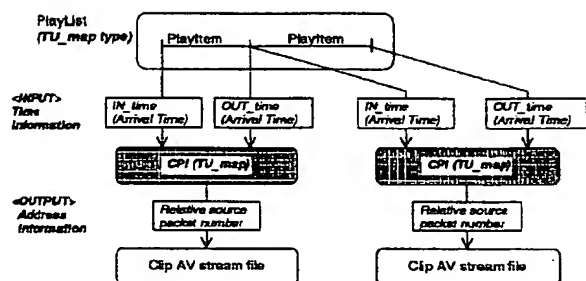 PlayList
(TU_map type)
PlayItem PlayItem
<INPUT>
Time
Information
IN_time
(Arrival Time)
OUT_time
(Arrival Time)
IN_time
(Arrival Time)
OUT_time
(Arrival Time)
CPI (TU_map)
CPI (TU_map)
<OUTPUT>
Address
Information
Relative source
packet number
Relative source
packet number
Clip AV stream file
Clip AV stream file